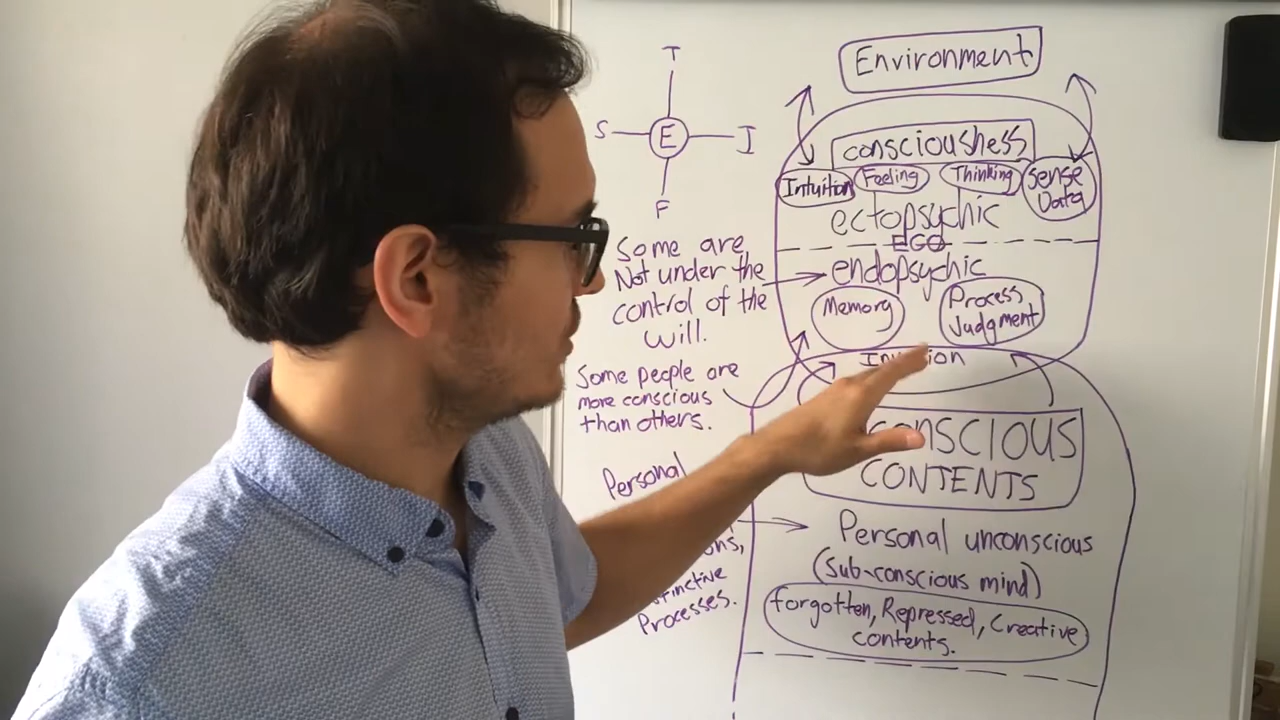 T
S
E
I
F
Some are
Not under the
control of the
will.
Some people are
more conscious
than others.
Personal
Processes.
Environment
consciousness
Intuition
Feeling
Thinking
Sense
Data
ectopsychic
EGO
endopsychic
Memory
Process
Judgment
CONTENTS
Personal unconscious
(sub-conscious mind)
forgotten, Repressed, Creative
contents.